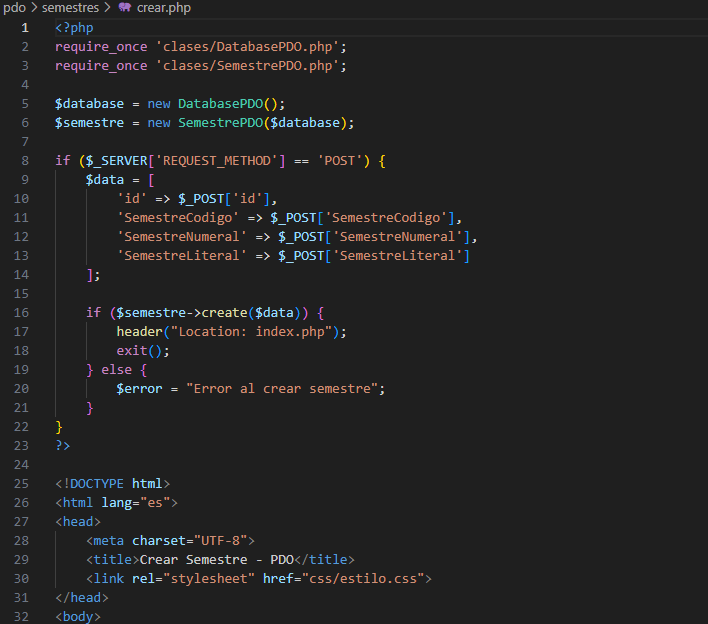 pdo > semestres > crear.php
1 <?php
2 require_once 'clases/DatabasePDO.php';
3 require_once 'clases/SemestrePDO.php';
4
5 $database = new DatabasePDO();
6 $semestre = new SemestrePDO($database);
7
8 if ($_SERVER['REQUEST_METHOD'] == 'POST') {
9     $data = [
10         'id' => $_POST['id'],
11         'SemestreCodigo' => $_POST['SemestreCodigo'],
12         'SemestreNumeral' => $_POST['SemestreNumeral'],
13         'SemestreLiteral' => $_POST['SemestreLiteral']
14     ];
15
16     if ($semestre->create($data)) {
17         header("Location: index.php");
18         exit();
19     } else {
20         $error = "Error al crear semestre";
21     }
22 }
23 ?>
24
25 <!DOCTYPE html>
26 <html lang="es">
27 <head>
28     <meta charset="UTF-8">
29     <title>Crear Semestre - PDO</title>
30     <link rel="stylesheet" href="css/estilo.css">
31 </head>
32 <body>